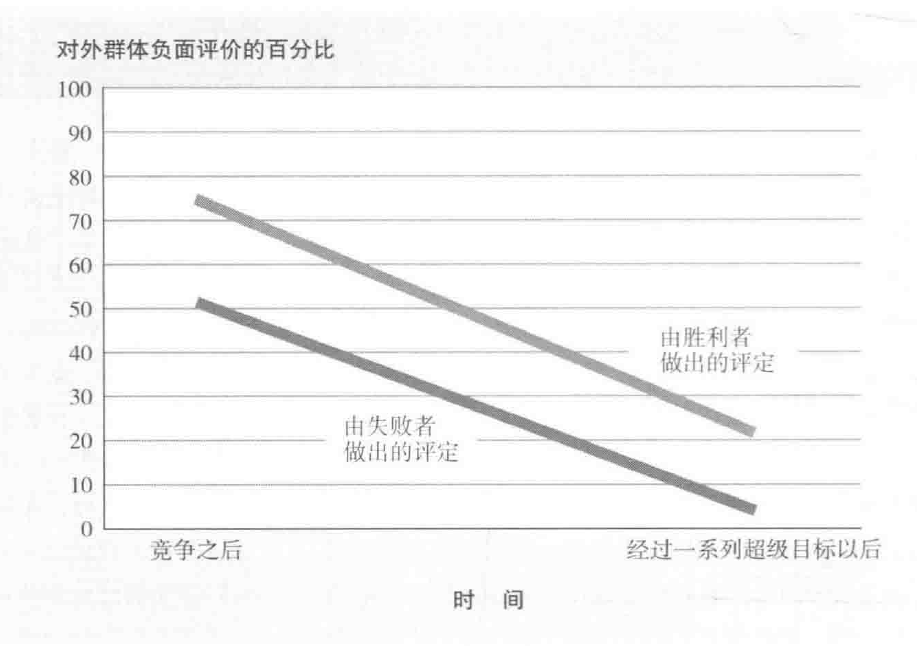 对外群体负面评价的百分比
100
90
80
70
60
50
40
30
20
10
0
由胜利者
做出的评定
由失败者
做出的评定
竞争之后
经过一系列超级目标以后
时 间